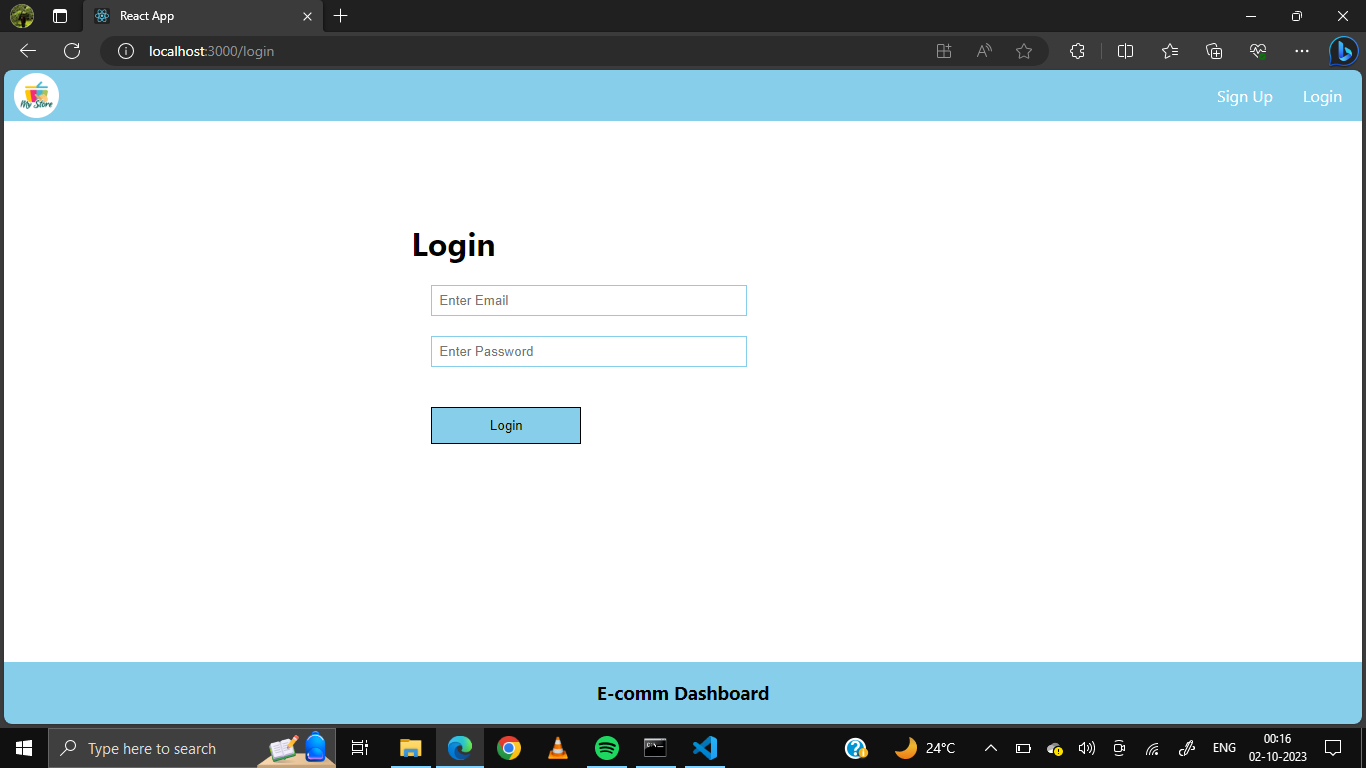 React App
localhost:3000/login
My Store
Sign Up
Login
Login
Enter Email
Enter Password
Login
E-comm Dashboard
Type here to search
24°C
ENG
00:16
02-10-2023